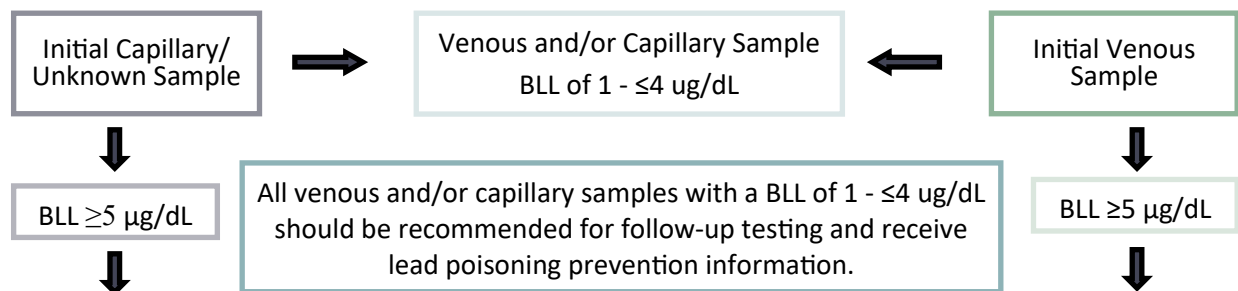 Initial Capillary/
Unknown Sample
Venous and/or Capillary Sample
BLL of 1 - ≤4 ug/dL
Initial Venous
Sample
BLL ≥5 µg/dL
All venous and/or capillary samples with a BLL of 1 - ≤4 ug/dL
should be recommended for follow-up testing and receive
lead poisoning prevention information.
BLL ≥5 µg/dL